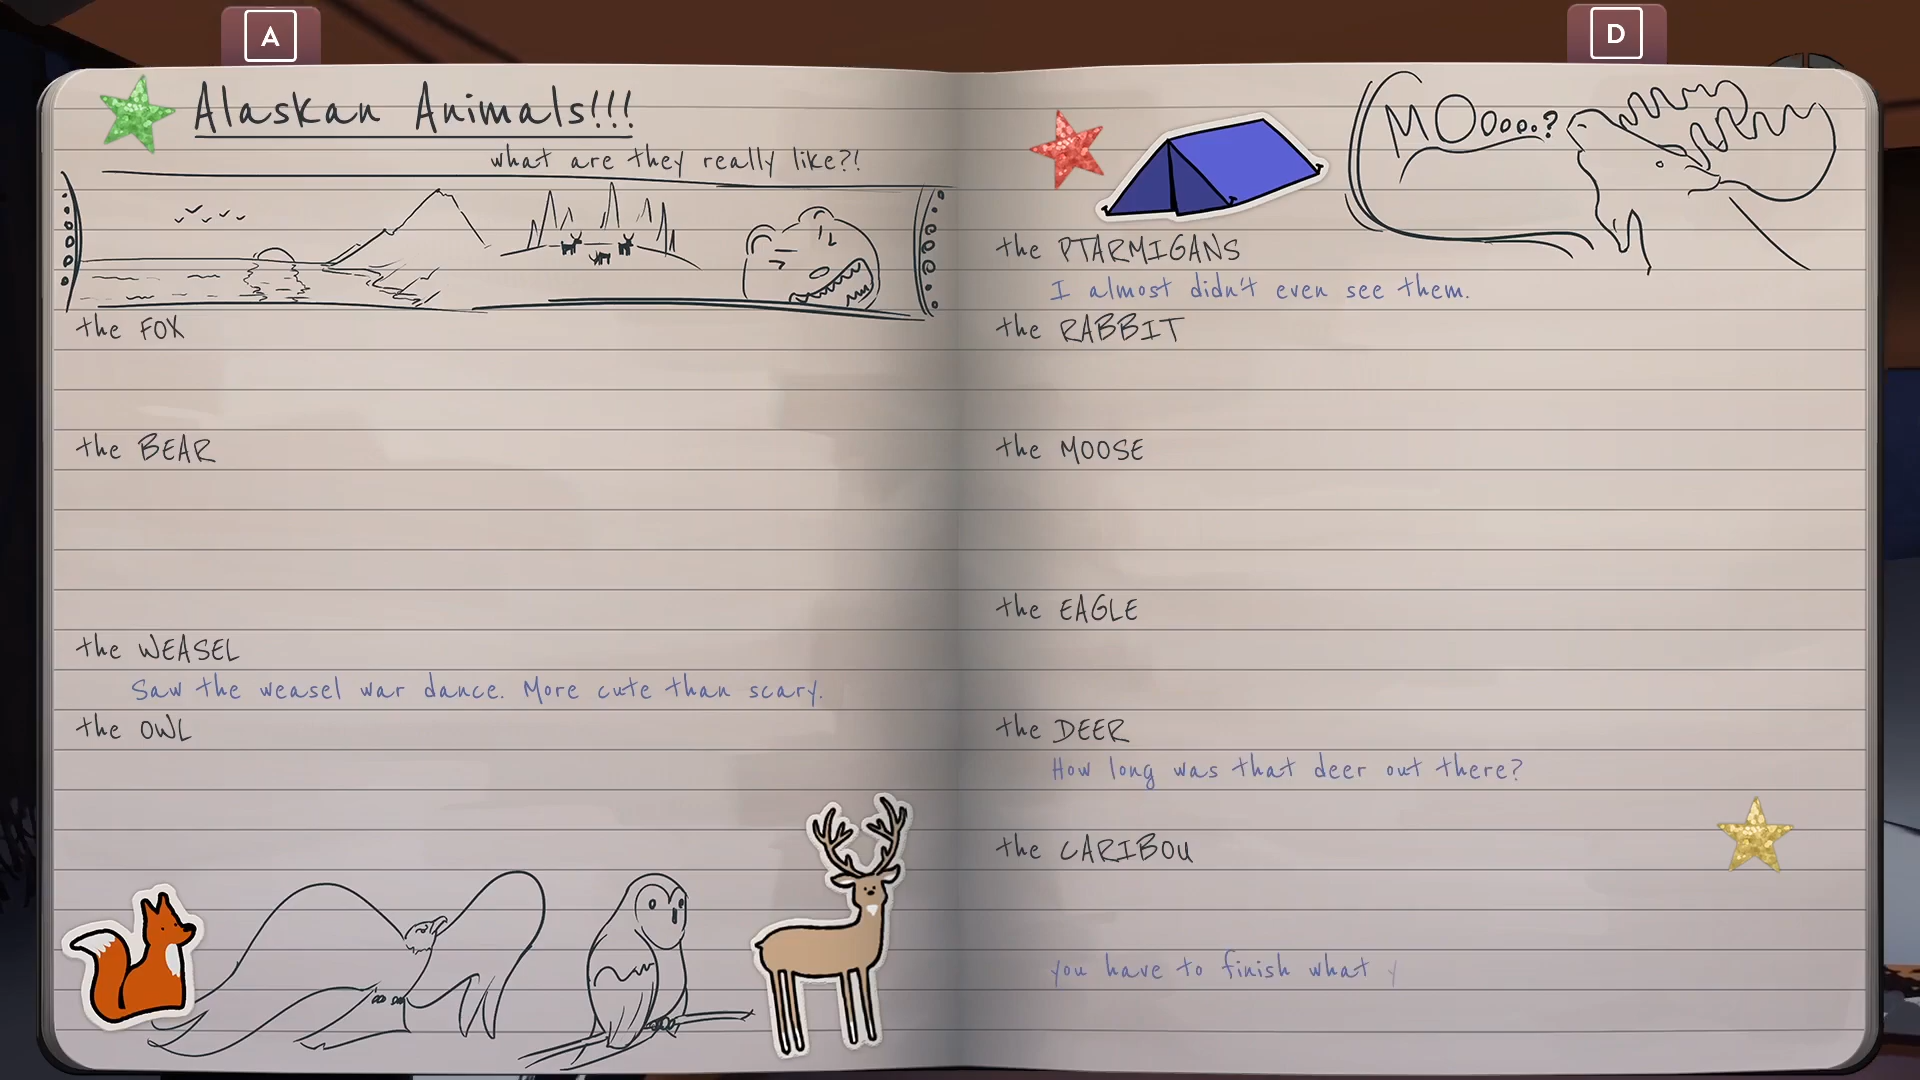 A
D
Alaskan Animals!!!
what are they really like?!
the FOX
the BEAR
the WEASEL
Saw the weasel war dance. More cute than scary.
the OWL
MOooo..?
the PTARMIGANS
I almost didn't even see them.
the RABBIT
the MOOSE
the EAGLE
the DEER
How long was that deer out there?
the CARIBOU
you have to finish what y